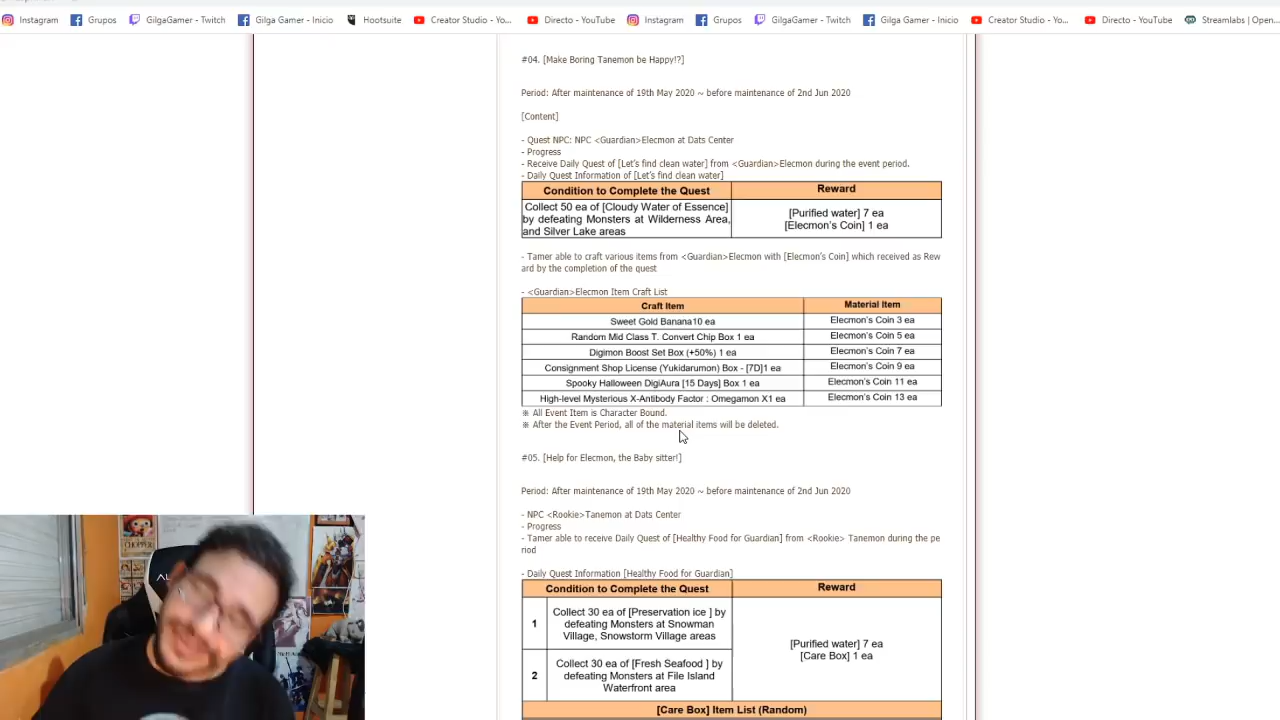 Instagram Grupos GilgaGamer - Twitch Gilga Gamer - Inicio Hootsuite Creator Studio - Yo... Directo - YouTube Instagram Grupos GilgaGamer - Twitch Gilga Gamer - Inicio Creator Studio - Yo... Directo - YouTube Streamlabs | Open...
#04. [Make Boring Tanemon be Happy!?]
Period: After maintenance of 19th May 2020 ~ before maintenance of 2nd Jun 2020
[Content]
- Quest NPC: NPC <Guardian>Elecmon at Dats Center
- Progress
- Receive Daily Quest of [Let's find clean water] from <Guardian>Elecmon during the event period.
- Daily Quest Information of [Let's find clean water]
Condition to Complete the Quest Reward
Collect 50 ea of [Cloudy Water of Essence]
by defeating Monsters at Wilderness Area,
and Silver Lake areas
[Purified water] 7 ea
[Elecmon's Coin] 1 ea
- Tamer able to craft various items from <Guardian>Elecmon with [Elecmon's Coin] which received as Rew
ard by the completion of the quest
- <Guardian>Elecmon Item Craft List
Craft Item Material Item
Sweet Gold Banana10 ea Elecmon's Coin 3 ea
Random Mid Class T. Convert Chip Box 1 ea Elecmon's Coin 5 ea
Digimon Boost Set Box (+50%) 1 ea Elecmon's Coin 7 ea
Consignment Shop License (Yukidarumon) Box - [7D]1 ea Elecmon's Coin 9 ea
Spooky Halloween DigiAura [15 Days] Box 1 ea Elecmon's Coin 11 ea
High-level Mysterious X-Antibody Factor : Omegamon X1 ea Elecmon's Coin 13 ea
※ All Event Item is Character Bound.
※ After the Event Period, all of the material items will be deleted.
#05. [Help for Elecmon, the Baby sitter!]
Period: After maintenance of 19th May 2020 ~ before maintenance of 2nd Jun 2020
- NPC <Rookie>Tanemon at Dats Center
- Progress
- Tamer able to receive Daily Quest of [Healthy Food for Guardian] from <Rookie> Tanemon during the pe
riod
- Daily Quest Information [Healthy Food for Guardian]
Condition to Complete the Quest Reward
1 Collect 30 ea of [Preservation ice ] by
defeating Monsters at Snowman
Village, Snowstorm Village areas
2 Collect 30 ea of [Fresh Seafood ] by
defeating Monsters at File Island
Waterfront area
[Purified water] 7 ea
[Care Box] 1 ea
[Care Box] Item List (Random)
CHOPPER